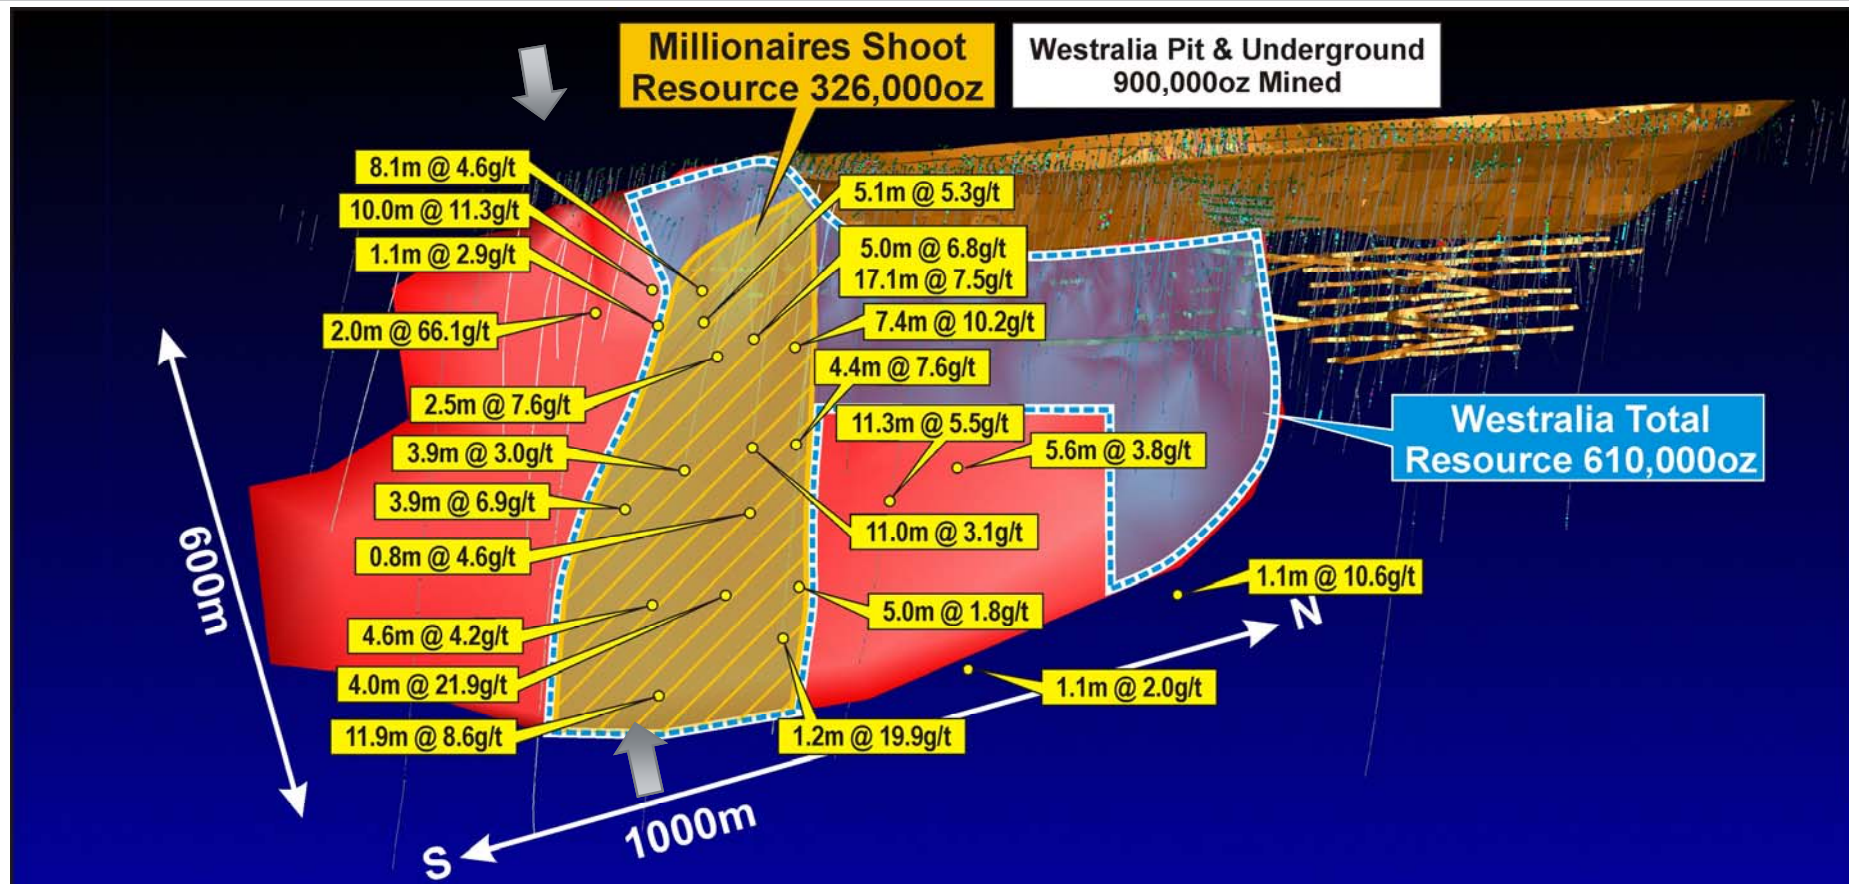 Millionaires Shoot
Resource 326,000oz
Westralia Pit & Underground
900,000oz Mined
8.1m @ 4.6g/t
10.0m @ 11.3g/t
1.1m @ 2.9g/t
2.0m @ 66.1g/t
2.5m @ 7.6g/t
3.9m @ 3.0g/t
3.9m @ 6.9g/t
0.8m @ 4.6g/t
4.6m @ 4.2g/t
4.0m @ 21.9g/t
11.9m @ 8.6g/t
5.1m @ 5.3g/t
5.0m @ 6.8g/t
17.1m @ 7.5g/t
7.4m @ 10.2g/t
4.4m @ 7.6g/t
11.3m @ 5.5g/t
5.6m @ 3.8g/t
11.0m @ 3.1g/t
5.0m @ 1.8g/t
1.2m @ 19.9g/t
1.1m @ 10.6g/t
1.1m @ 2.0g/t
Westralia Total
Resource 610,000oz
600m
N
1000m
S